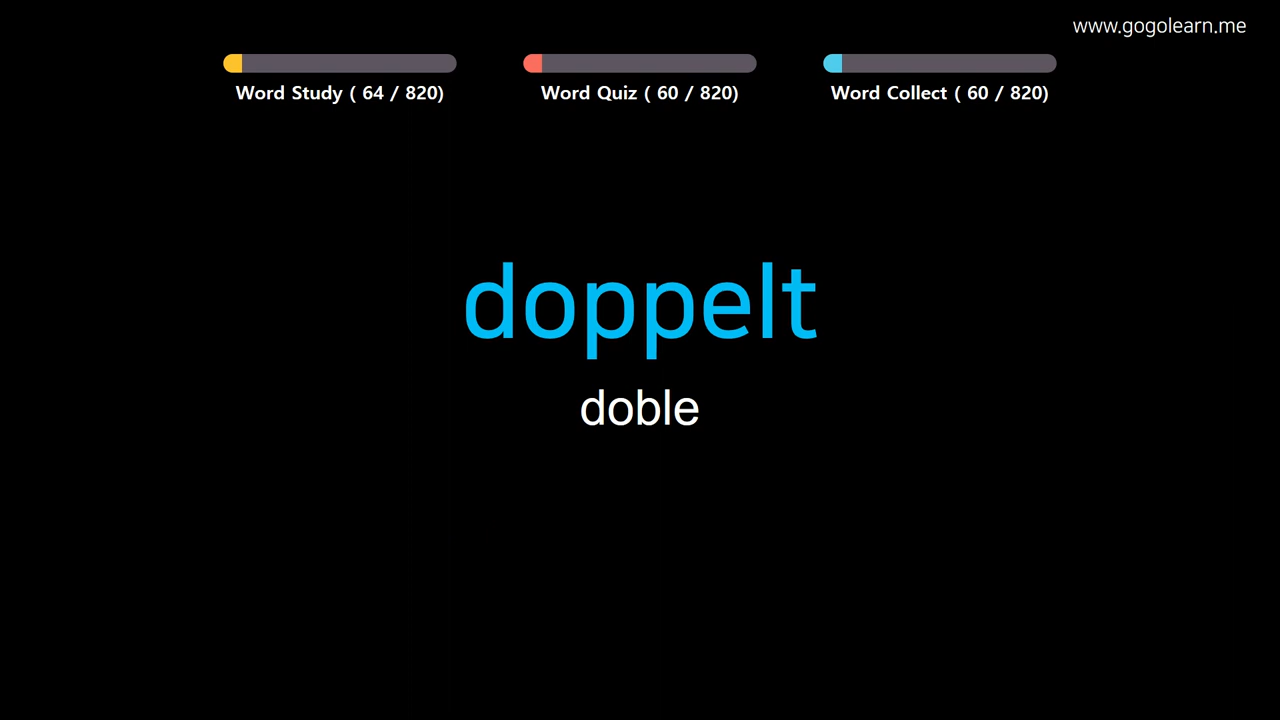 www.gogolearn.me
Word Study ( 64 / 820)
Word Quiz ( 60 / 820)
Word Collect ( 60 / 820)
doppelt
doble